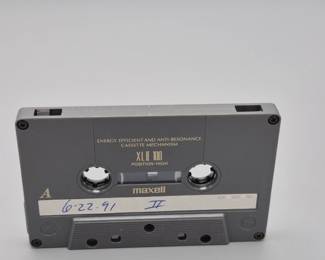 ENERGY EFFICIENT AND ANTI-RESONANCE
CASSETTE MECHANISM
XLII 100
POSITION•HIGH
maxell
A
6-22-91 II